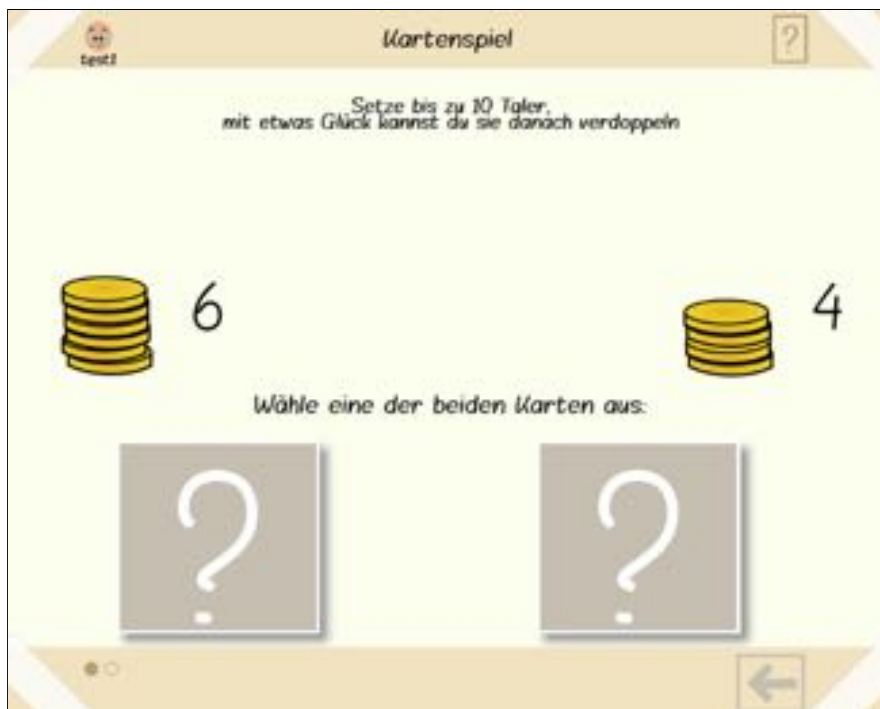 Kartenspiel
?
test1
Setze bis zu 10 Taler,
mit etwas Glück kannst du sie danach verdoppeln
6
4
Wähle eine der beiden Karten aus:
? ?